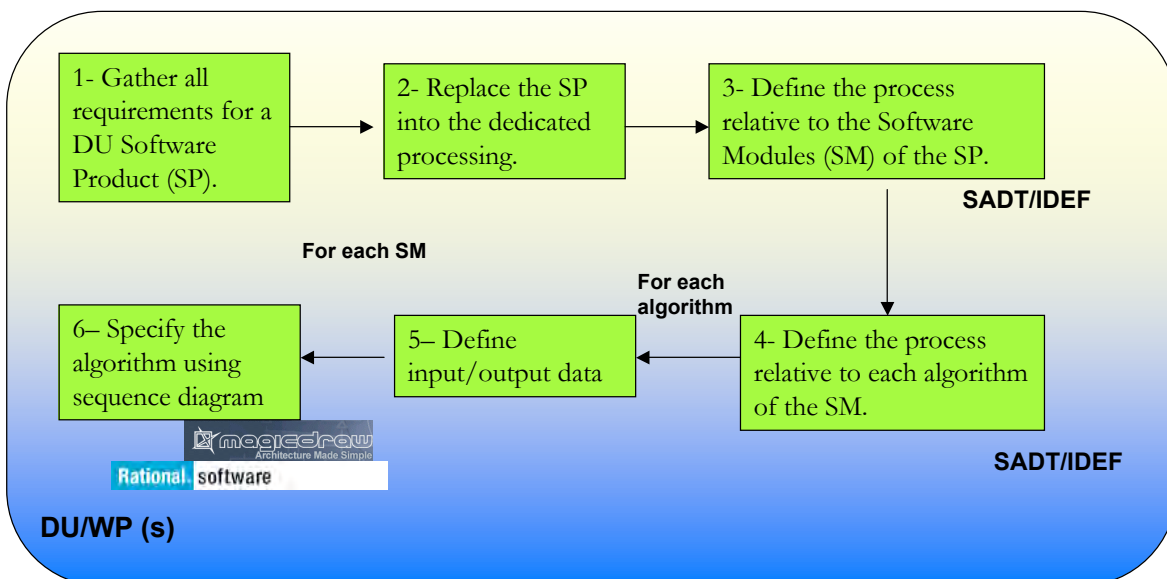 1- Gather all
requirements for a
DU Software
Product (SP).
2- Replace the SP
into the dedicated
processing.
3- Define the process
relative to the Software
Modules (SM) of the SP.
SADT/IDEF
For each SM
For each
algorithm
4- Define the process
relative to each algorithm
of the SM.
SADT/IDEF
5– Define
input/output data
6– Specify the
algorithm using
sequence diagram
magicdraw
Architecture Made Simple
Rational. software
DU/WP (s)